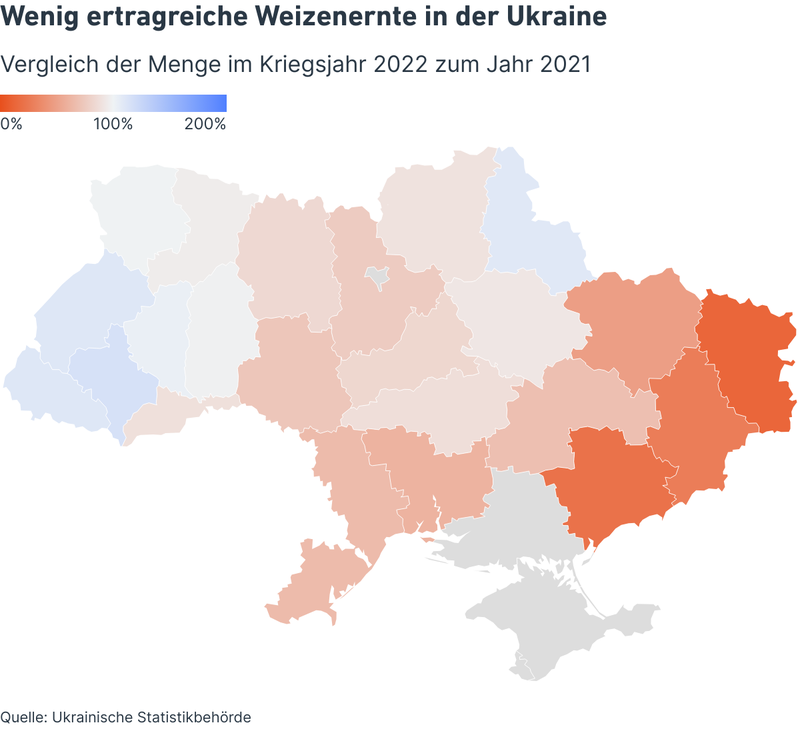 Wenig ertragreiche Weizenernte in der Ukraine
Vergleich der Menge im Kriegsjahr 2022 zum Jahr 2021
0% 100% 200%
Quelle: Ukrainische Statistikbehörde